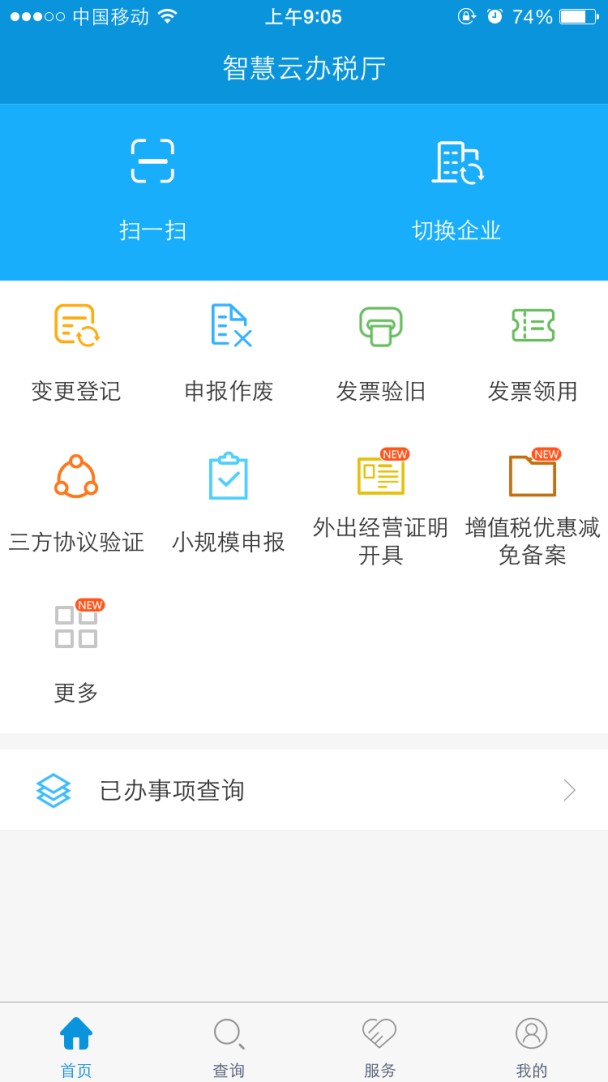 中国移动 上午9:05 74%
智慧云办税厅
扫一扫 切换企业
变更登记 申报作废 发票验旧 发票领用
NEW NEW
三方协议验证 小规模申报 外出经营证明 增值税优惠减
开具 免备案
NEW
更多
已办事项查询
首页 查询 服务 我的